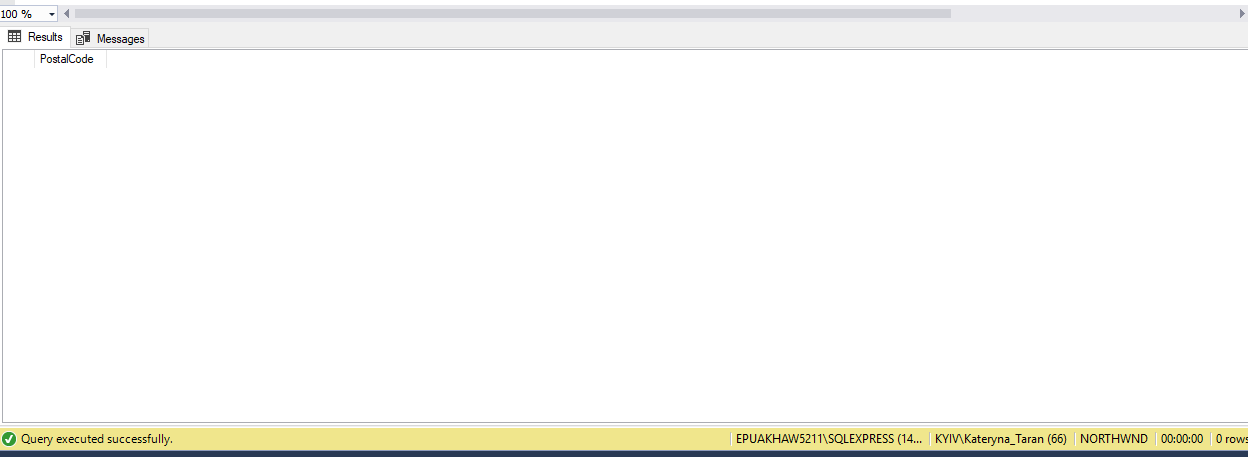 100 %
Results Messages
PostalCode
Query executed successfully. EPUAKHAW5211\SQLEXPRESS (14... KYIV\Kateryna_Taran (66) NORTHWND 00:00:00 0 rows